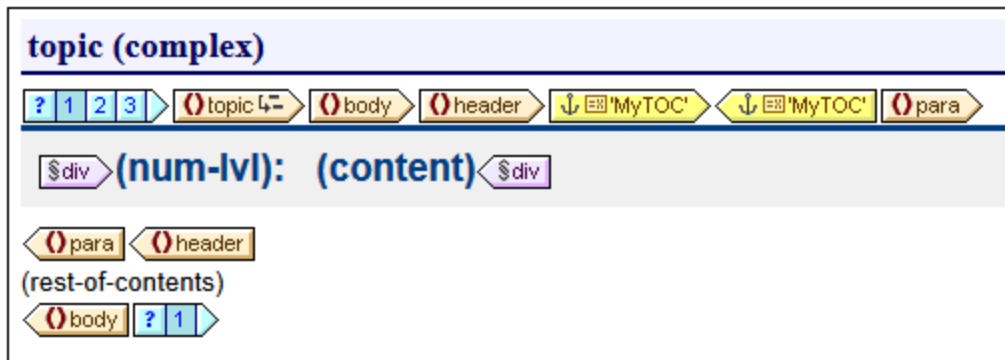 topic (complex)
? 1 2 3 ()topic ()body ()header 'MyTOC' 'MyTOC' ()para
§div (num-lvl): (content) §div
()para ()header
(rest-of-contents)
()body ? 1